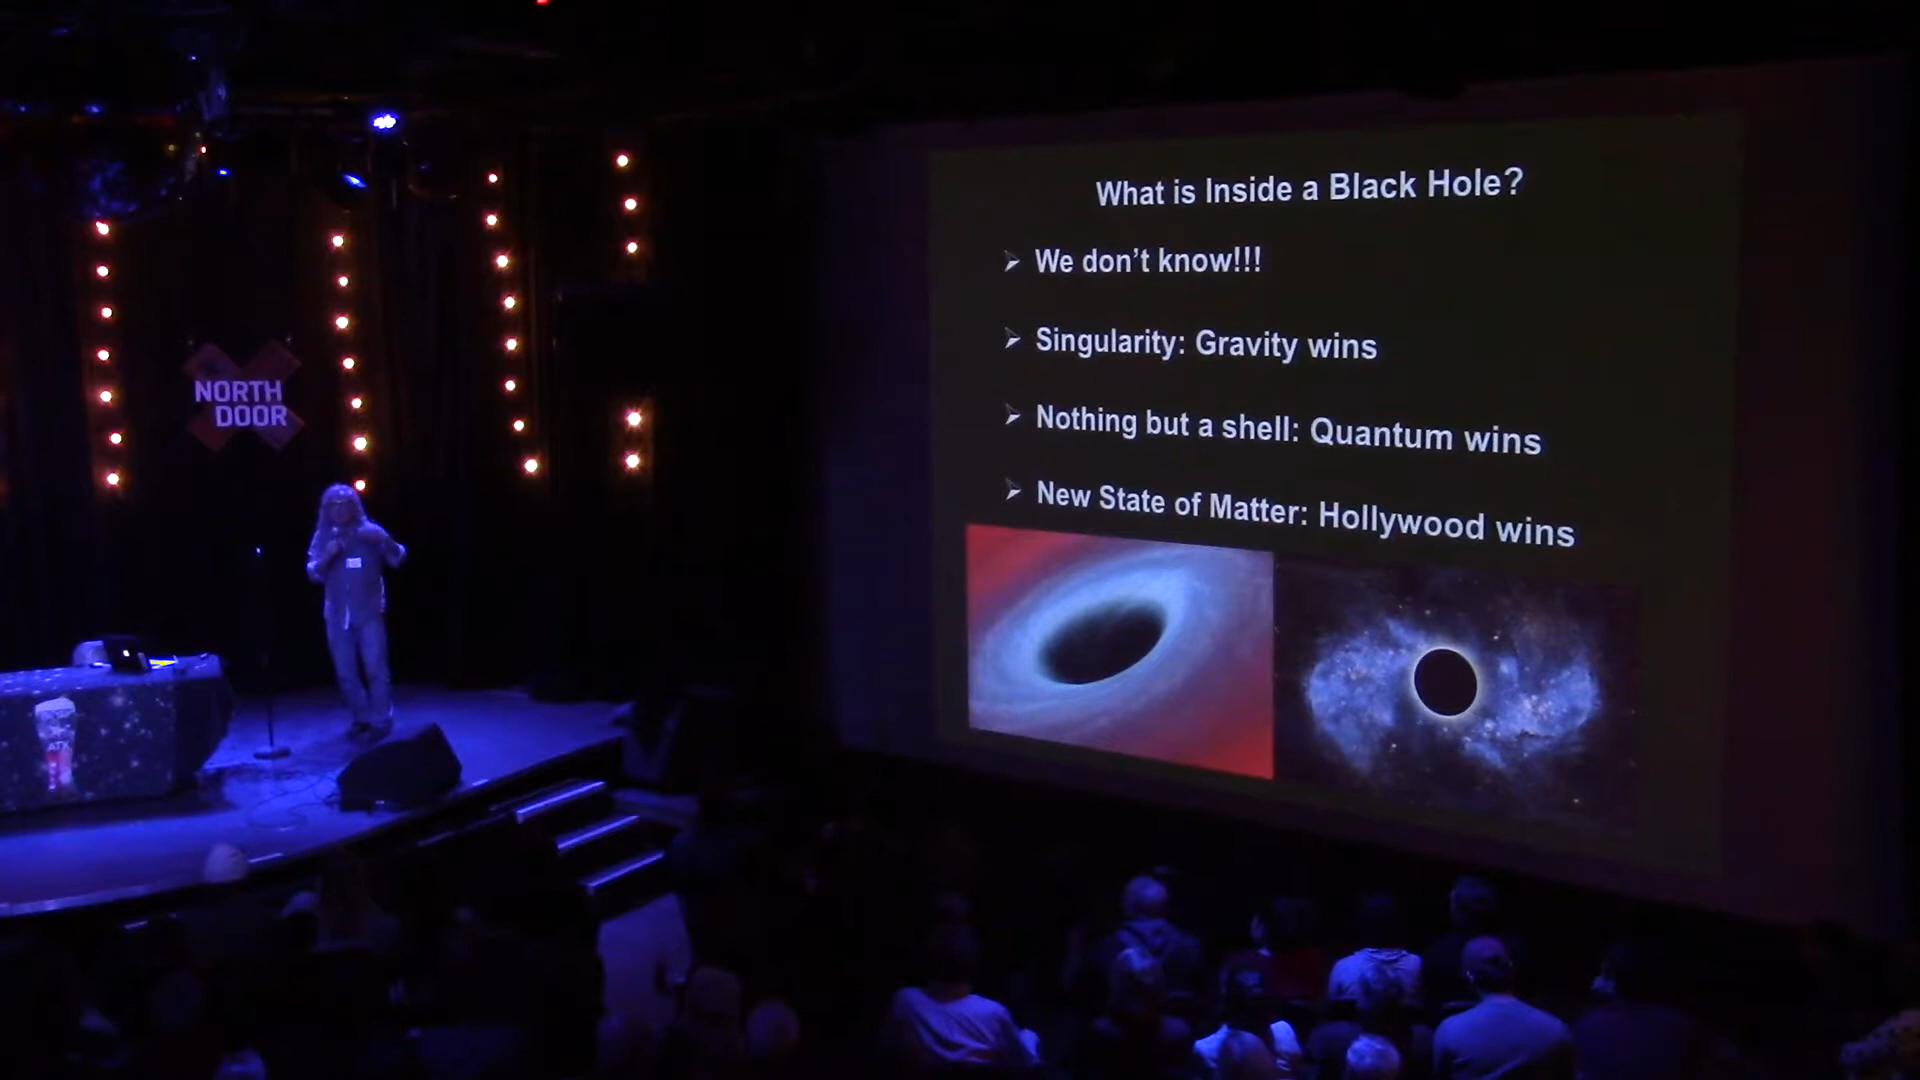 NORTH
DOOR
ATX
What is Inside a Black Hole?
We don't know!!!
Singularity: Gravity wins
Nothing but a shell: Quantum wins
New State of Matter: Hollywood wins